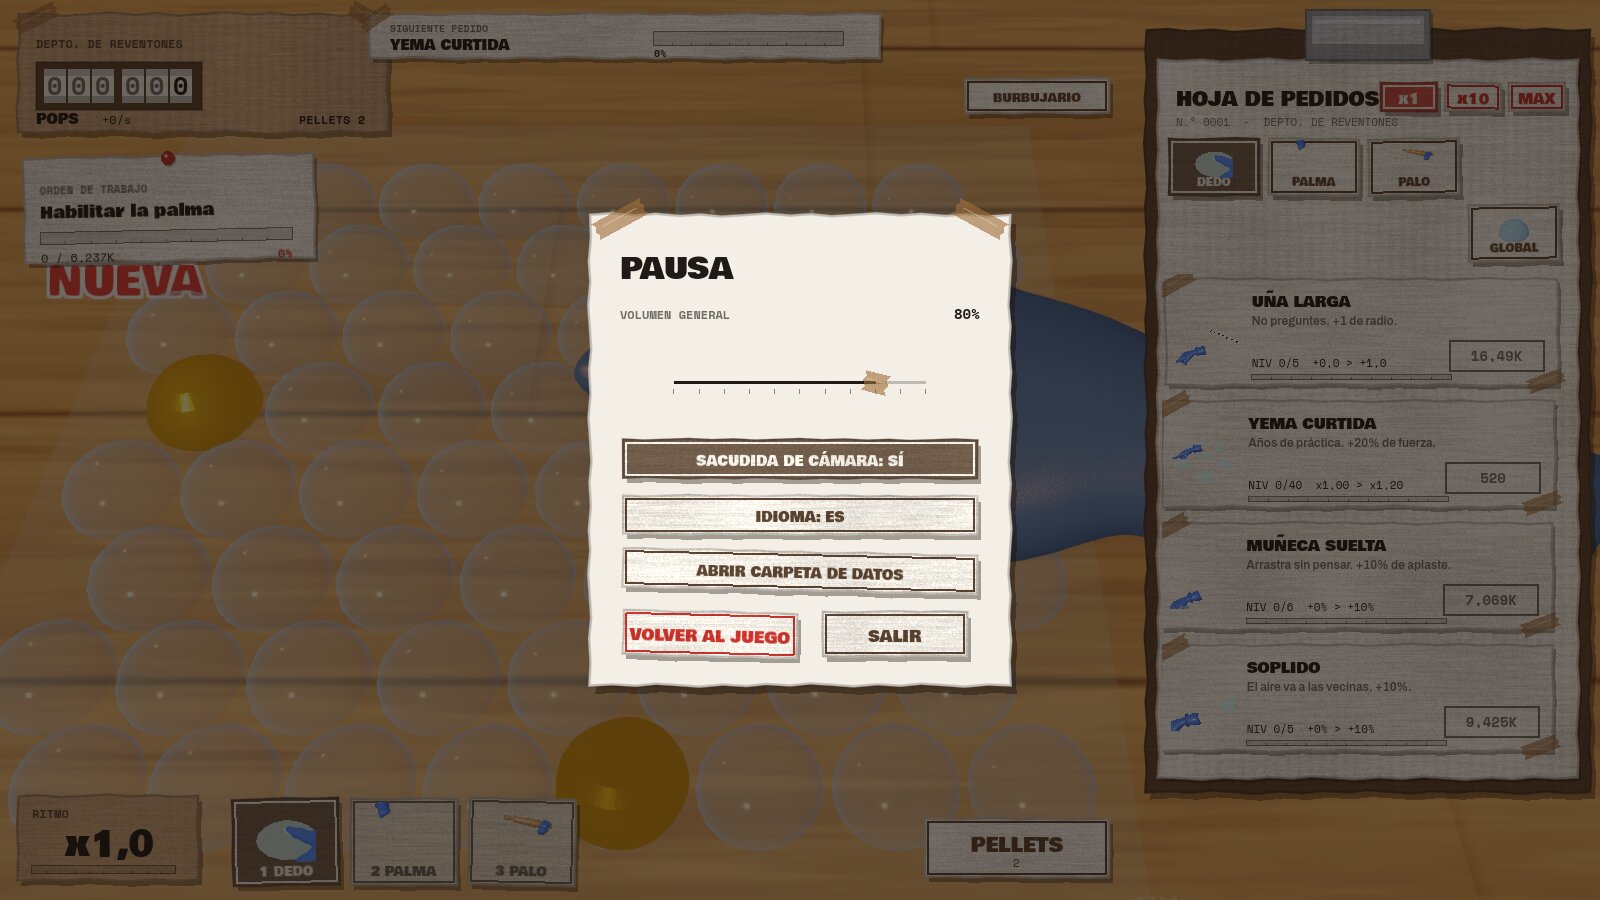 DEPTO. DE REVENTONES
000 000
POPS +0/s PELLETS 2
SIGUIENTE PEDIDO
YEMA CURTIDA
0%
BURBUJARIO
ORDEN DE TRABAJO
Habilitar la palma
0 / 6,237K 0%
NUEVA
PAUSA
VOLUMEN GENERAL 80%
SACUDIDA DE CÁMARA: SÍ
IDIOMA: ES
ABRIR CARPETA DE DATOS
VOLVER AL JUEGO SALIR
HOJA DE PEDIDOS x1 x10 MAX
N.° 0001 - DEPTO. DE REVENTONES
DEDO PALMA PALO
GLOBAL
UÑA LARGA
No preguntes. +1 de radio.
NIV 0/5 +0,0 > +1,0 16,49K
YEMA CURTIDA
Años de práctica. +20% de fuerza.
NIV 0/40 x1,00 > x1,20 520
MUÑECA SUELTA
Arrastra sin pensar. +10% de aplaste.
NIV 0/6 +0% > +10% 7,069K
SOPLIDO
El aire va a las vecinas. +10%.
NIV 0/5 +0% > +10% 9,425K
RITMO
x1,0
1 DEDO 2 PALMA 3 PALO
PELLETS
2